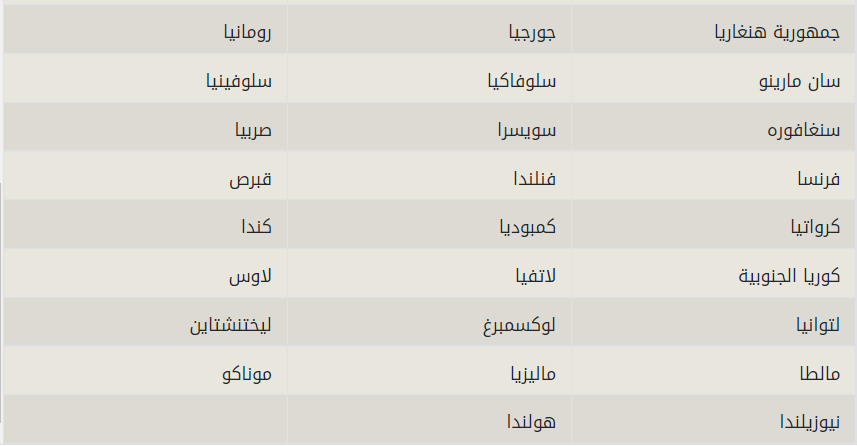 جمهورية هنغاريا جورجيا رومانيا
سان مارينو سلوفاكيا سلوفينيا
سنغافوره سويسرا صربيا
فرنسا فنلندا قبرص
كرواتيا كمبوديا كندا
كوريا الجنوبية لاتفيا لاوس
لتوانيا لوكسمبرغ ليختنشتاين
مالطا ماليزيا موناكو
نيوزيلندا هولندا